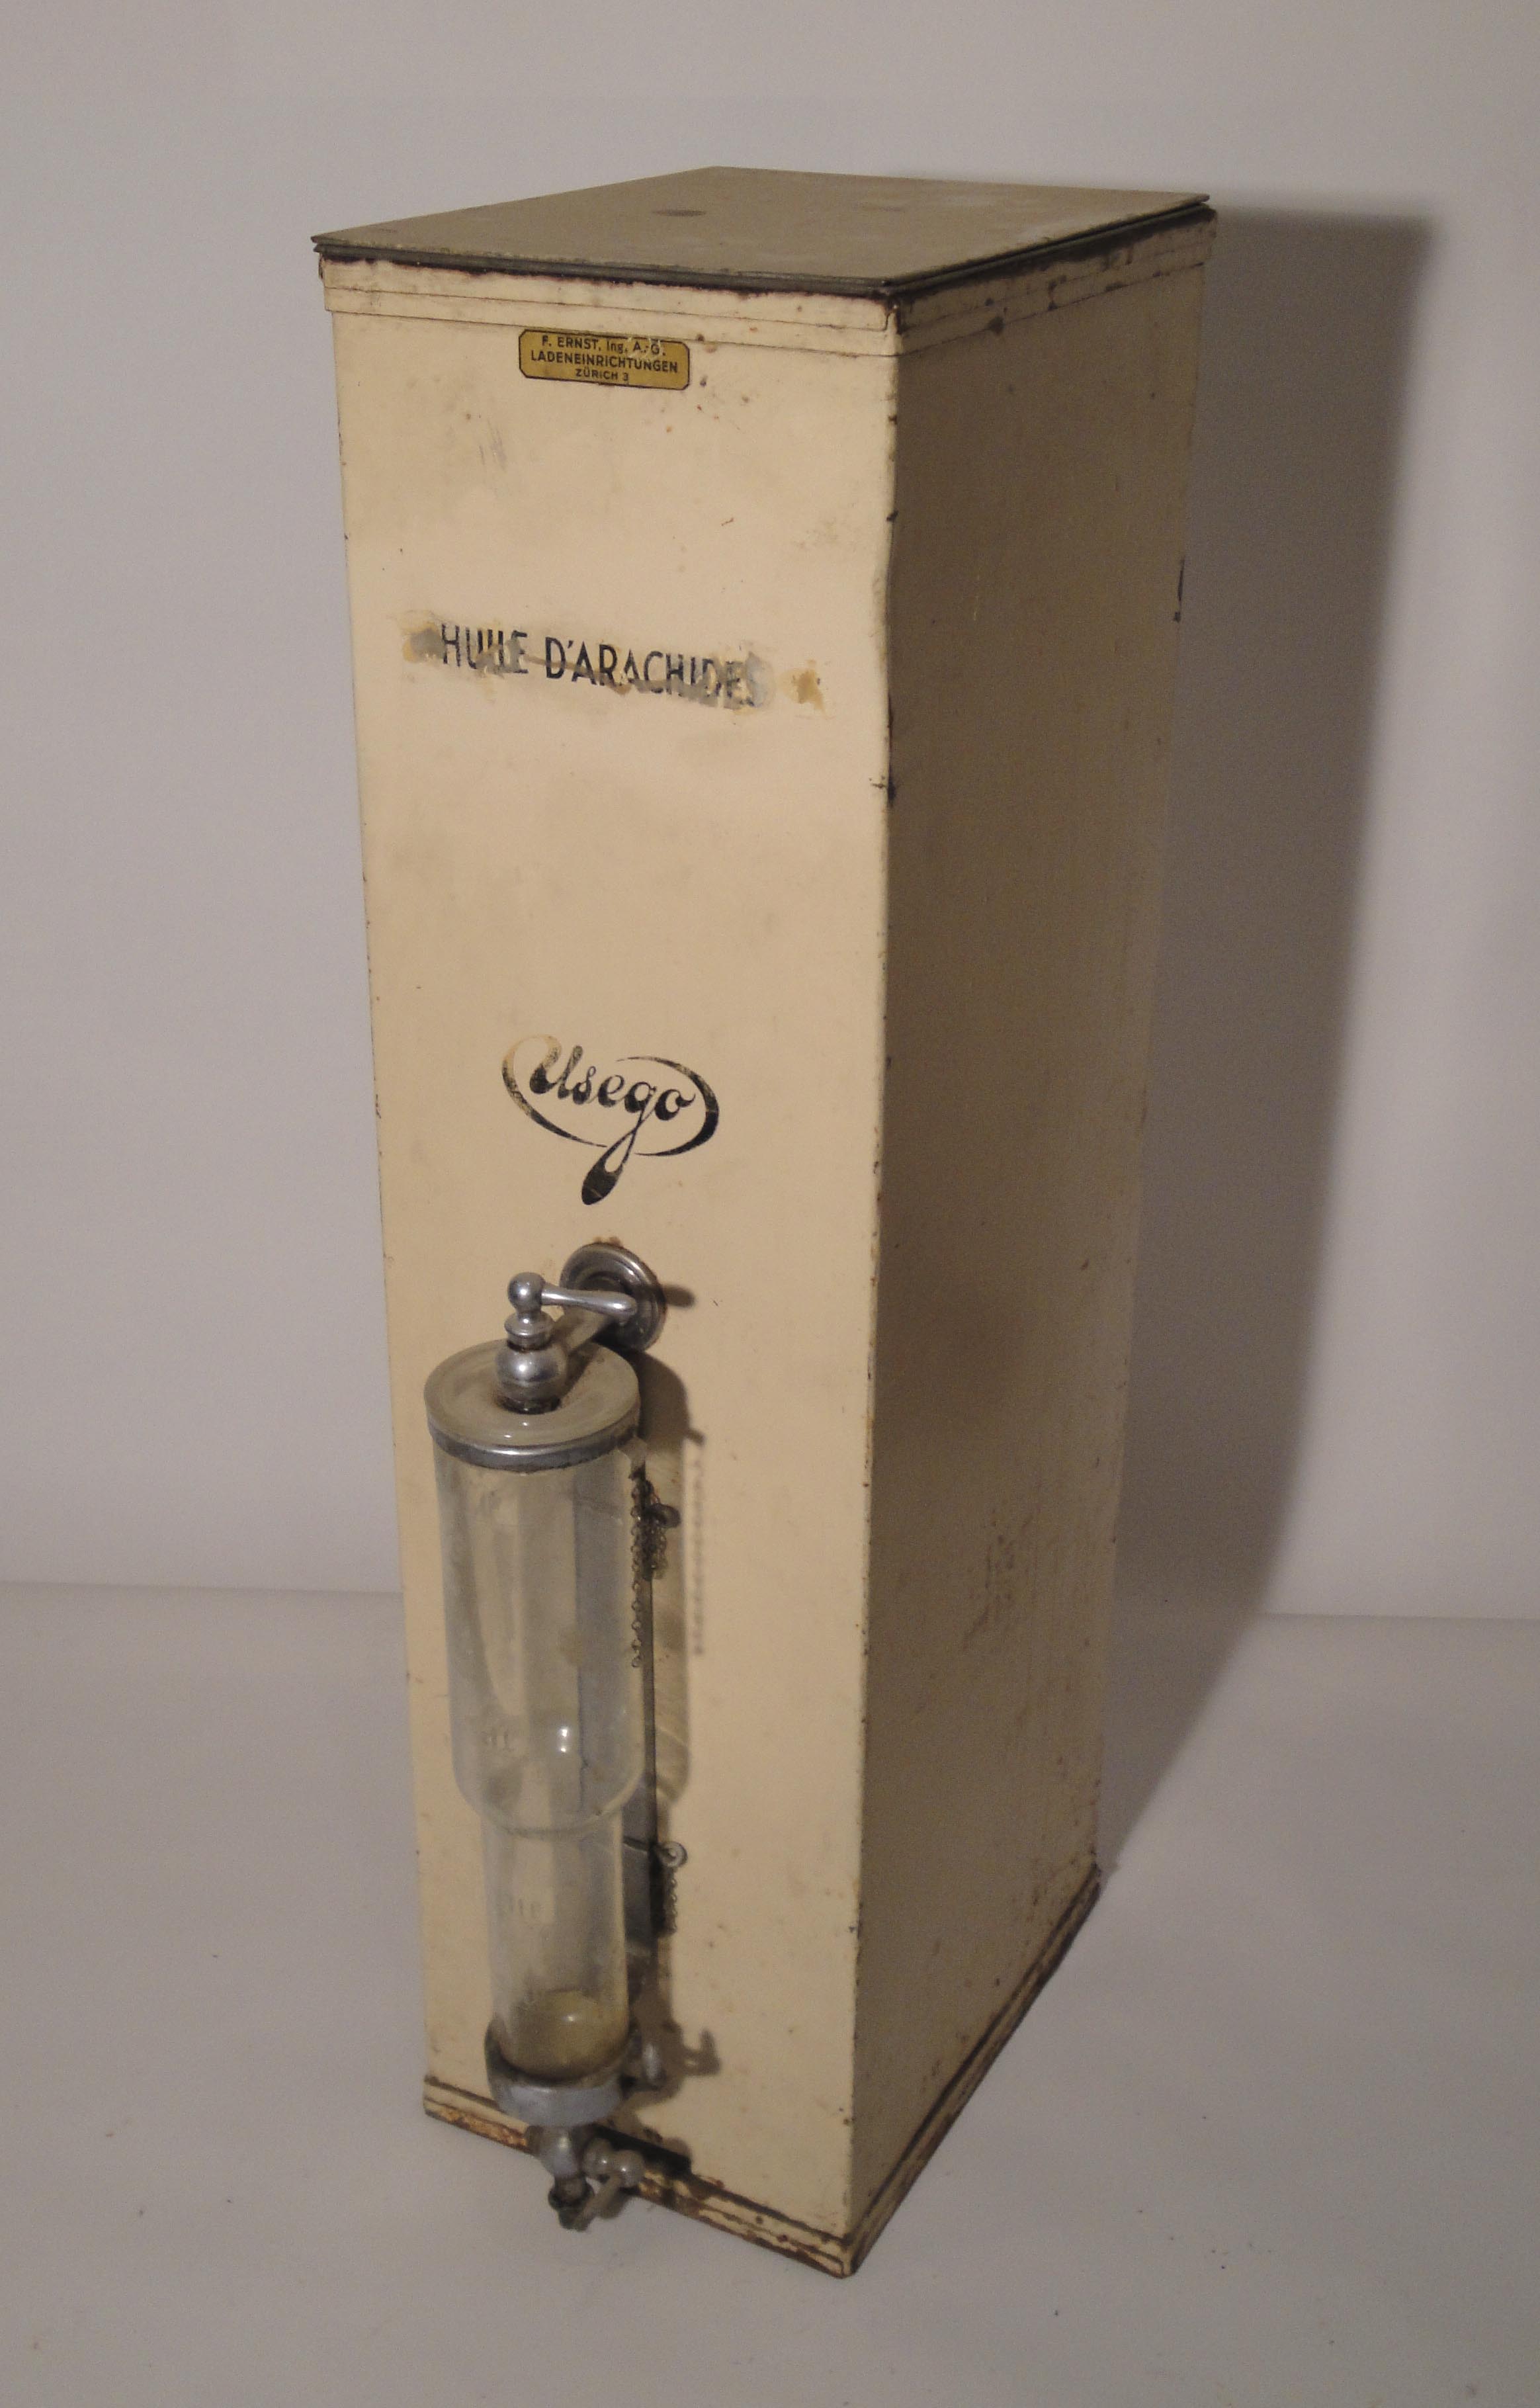 F. ERNST, Ing. A.-G.
LADENEINRICHTUNGEN
ZÜRICH 3
HUILE D'ARACHIDES
Usego